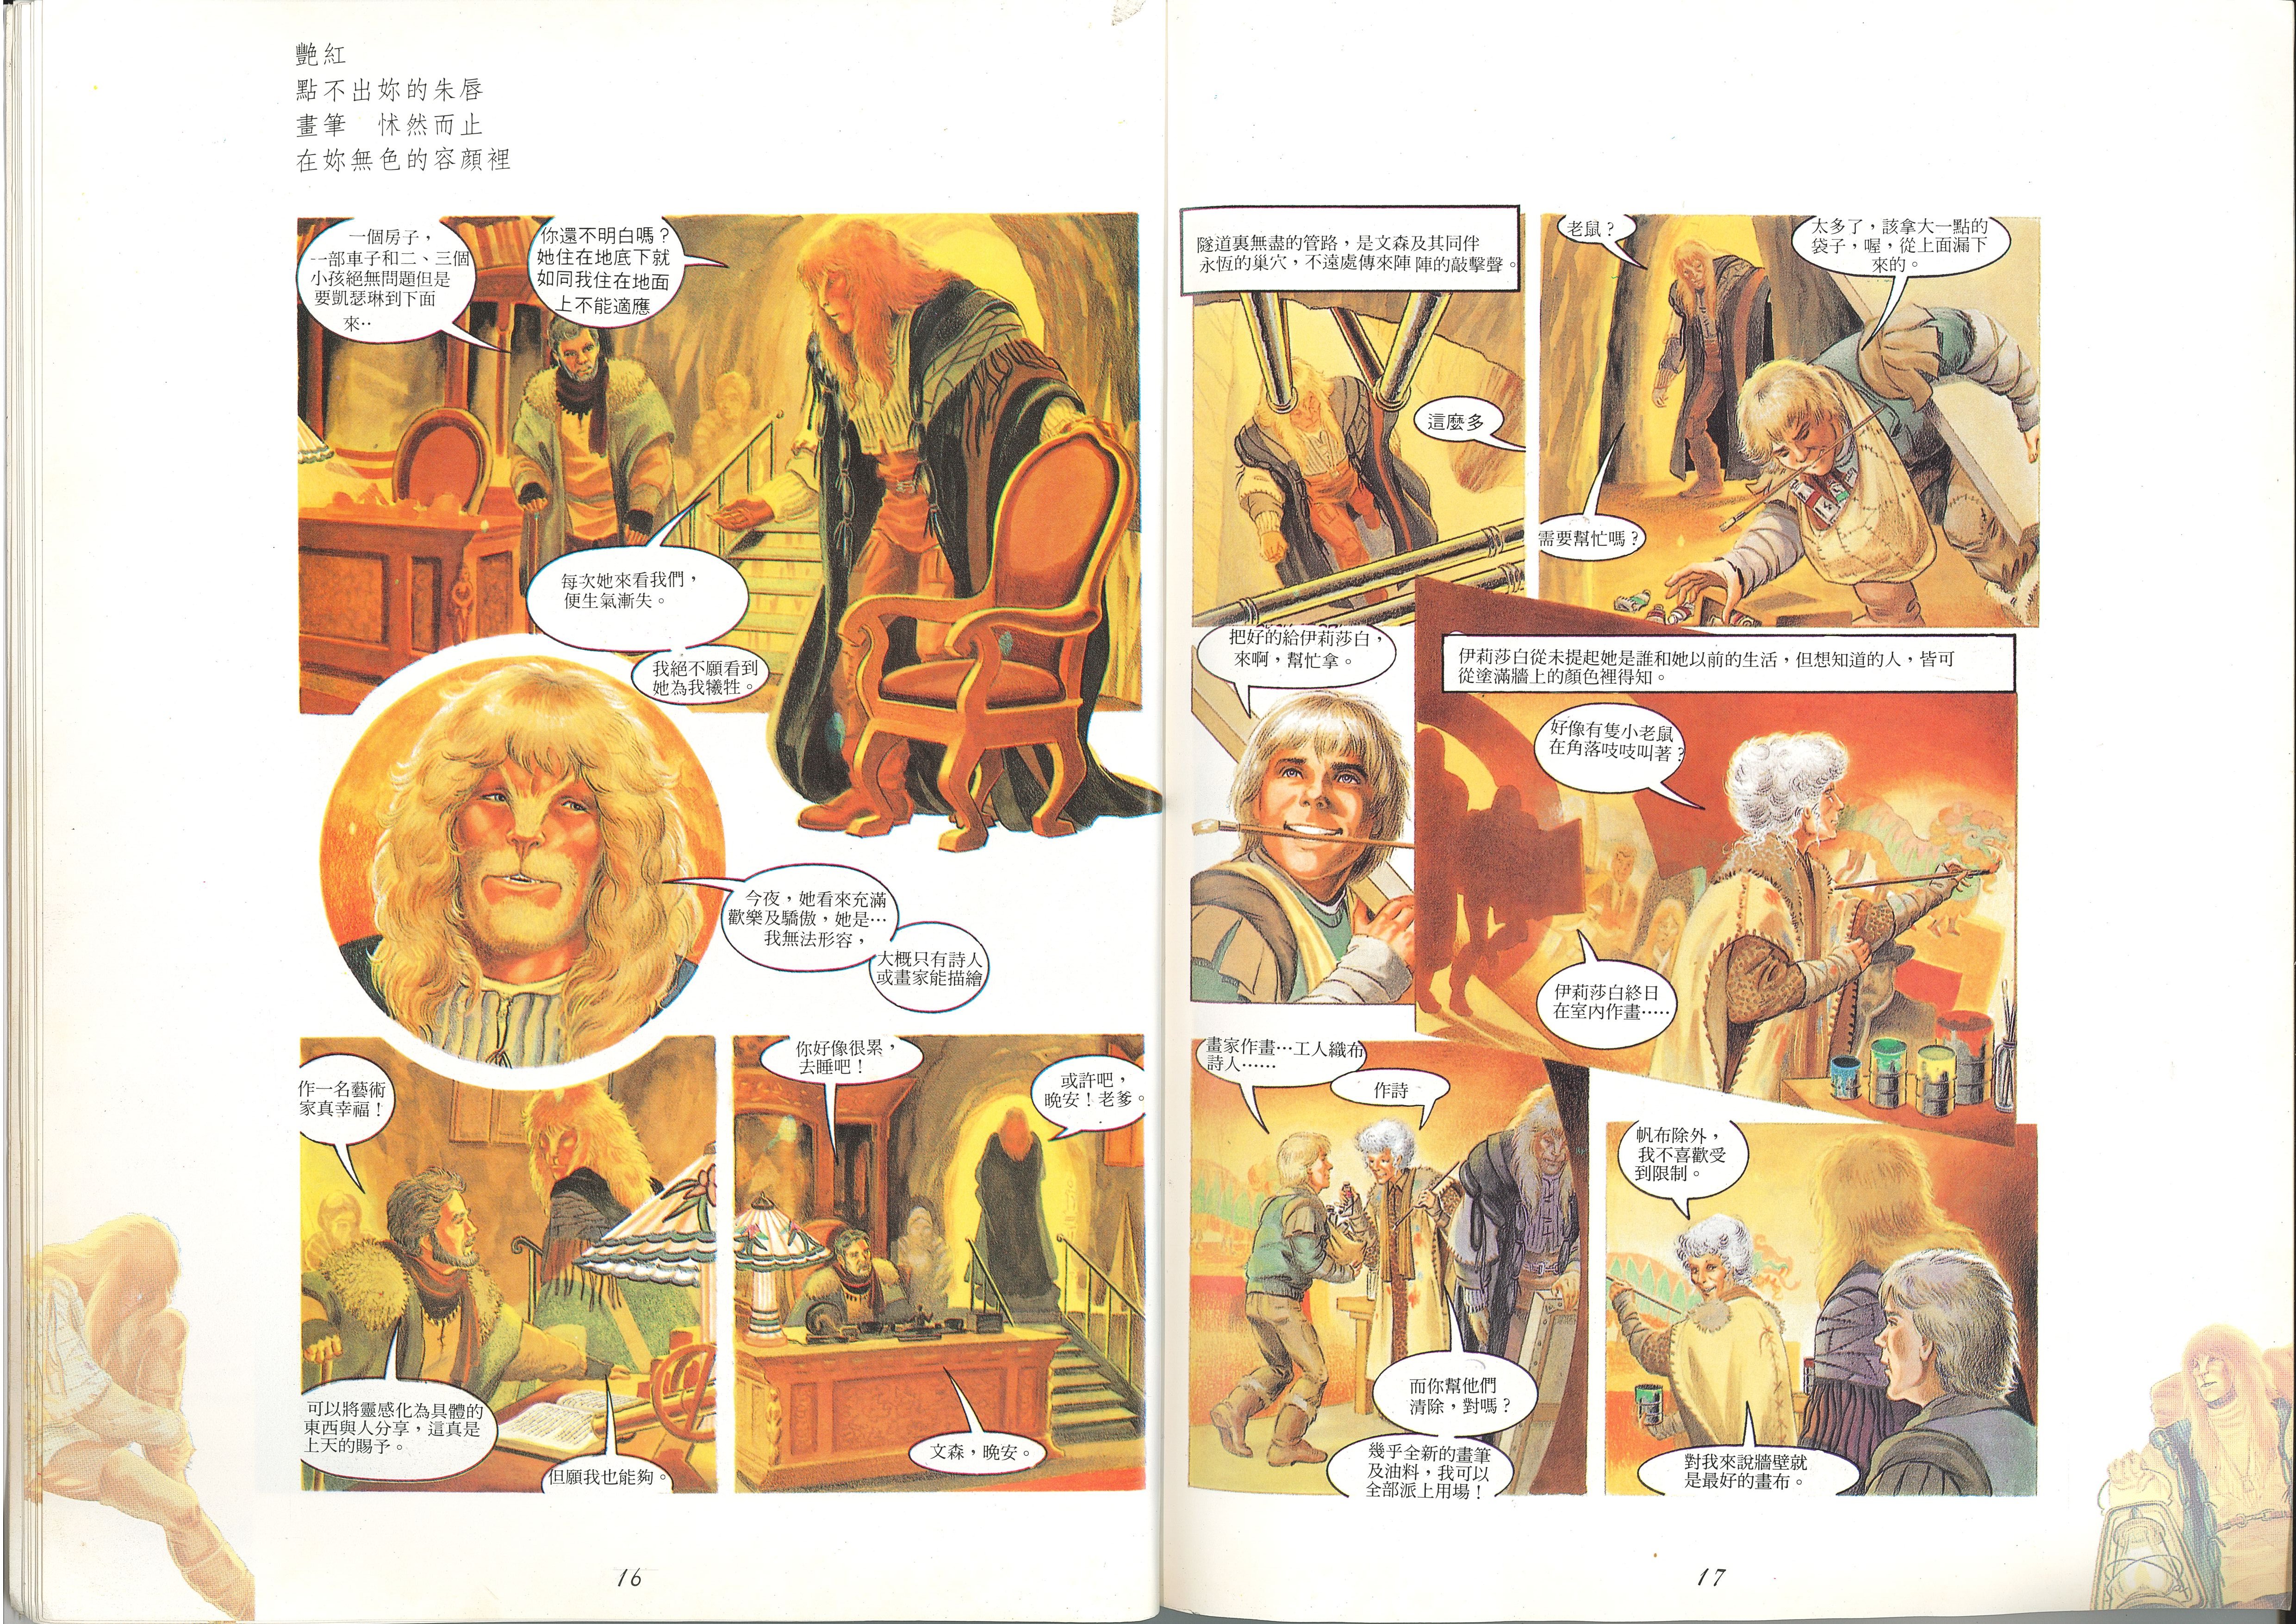 艷紅
點不出妳的朱唇
畫筆　怵然而止
在妳無色的容顏裡
一個房子，
一部車子和二、三個
小孩絕無問題但是
要凱瑟琳到下面
來‥
你還不明白嗎？
她住在地底下就
如同我住在地面
上不能適應
每次她來看我們，
便生氣漸失。
我絕不願看到
她為我犧牲。
今夜，她看來充滿
歡樂及驕傲，她是…
我無法形容，
大概只有詩人
或畫家能描繪
作一名藝術
家真幸福！
可以將靈感化為具體的
東西與人分享，這真是
上天的賜予。
但願我也能夠。
你好像很累，
去睡吧！
或許吧，
晚安！老爹。
文森，晚安。
16
隧道裏無盡的管路，是文森及其同伴
永恆的巢穴，不遠處傳來陣陣的敲擊聲。
這麼多
老鼠？
太多了，該拿大一點的
袋子，喔，從上面漏下
來的。
需要幫忙嗎？
把好的給伊莉莎白，
來啊，幫忙拿。
伊莉莎白從未提起她是誰和她以前的生活，但想知道的人，皆可
從塗滿牆上的顏色裡得知。
好像有隻小老鼠
在角落吱吱叫著？
伊莉莎白終日
在室內作畫……
畫家作畫…工人織布
詩人……
作詩
而你幫他們
清除，對嗎？
幾乎全新的畫筆
及油料，我可以
全部派上用場！
帆布除外，
我不喜歡受
到限制。
對我來說牆壁就
是最好的畫布。
17